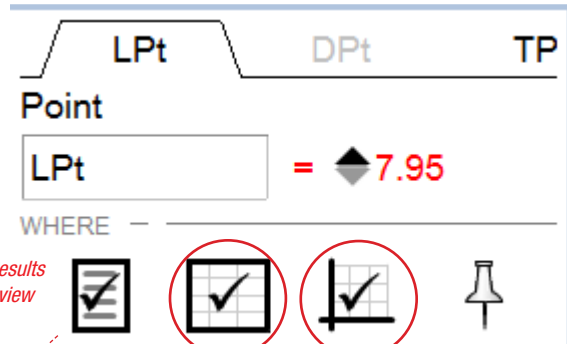 LPt DPt TP
Point
LPt = 7.95
WHERE
esults
view